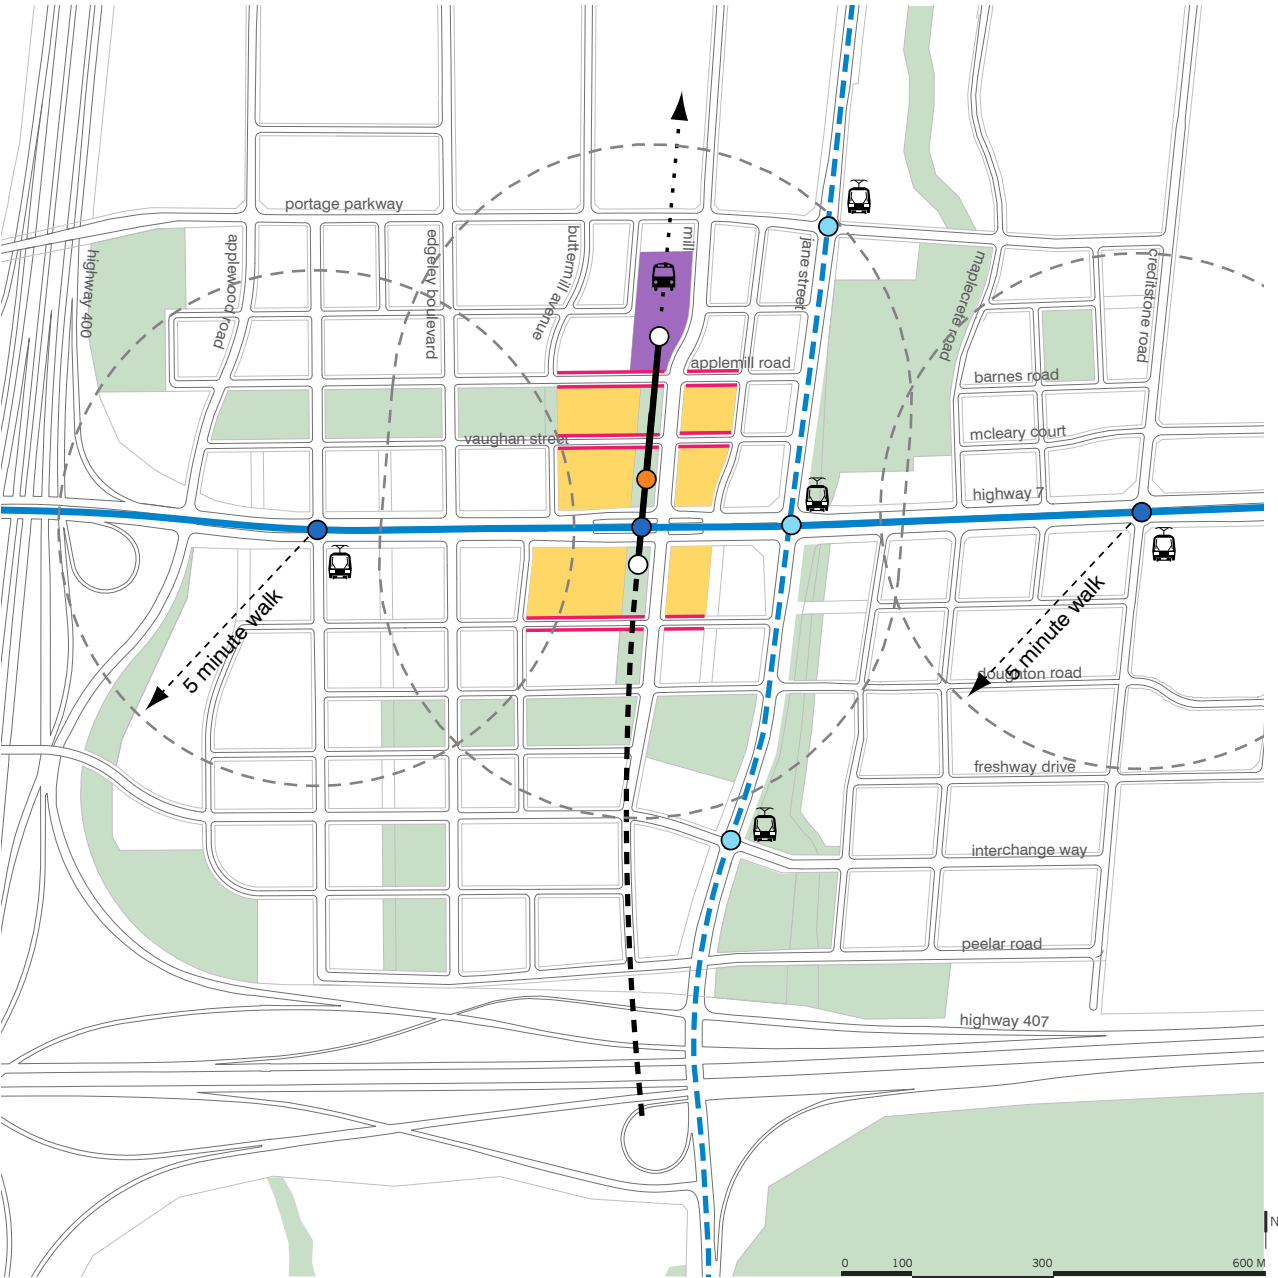 portage parkway
highway 400
applewood road
edgeley boulevard
buttermill avenue
mill
jane street
maplecrete road
creditstone road
applemill road
barnes road
vaughan street
mcleary court
highway 7
5 minute walk
5 minute walk
doughton road
freshway drive
interchange way
peelar road
highway 407
N
0 100 300 600 M